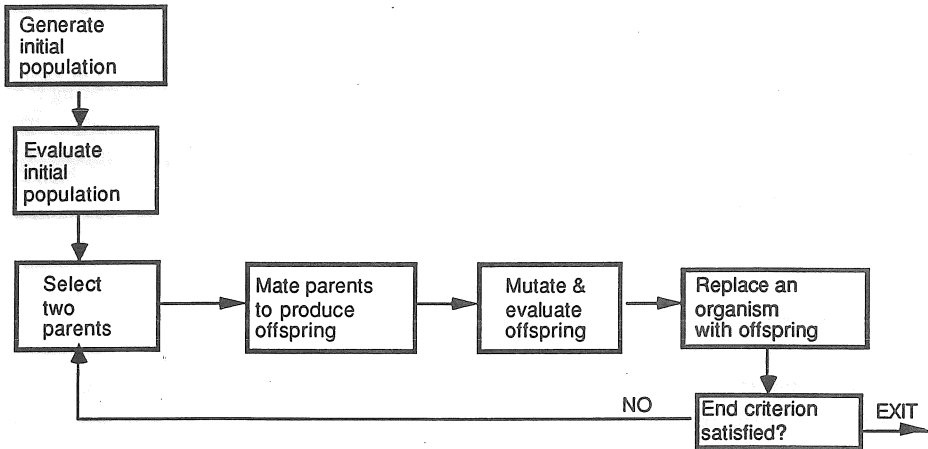 Generate
initial
population
Evaluate
initial
population
Select
two
parents
Mate parents
to produce
offspring
Mutate &
evaluate
offspring
Replace an
organism
with offspring
NO
End criterion
satisfied?
EXIT